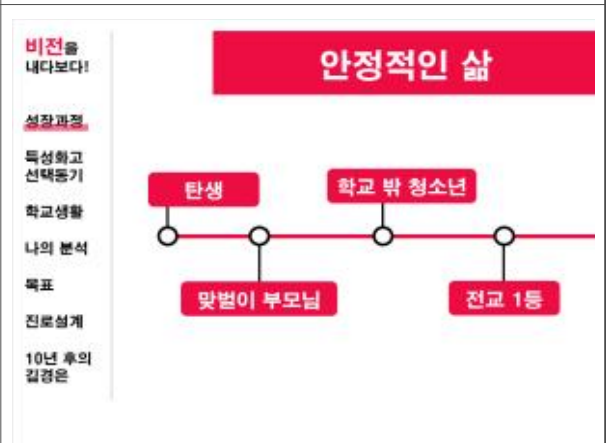 비전을
내다보다!
성장과정
특성화고
선택동기
학교생활
나의 분석
목표
진로설계
10년 후의
김경은
안정적인 삶
탄생
학교 밖 청소년
맞벌이 부모님
전교 1등